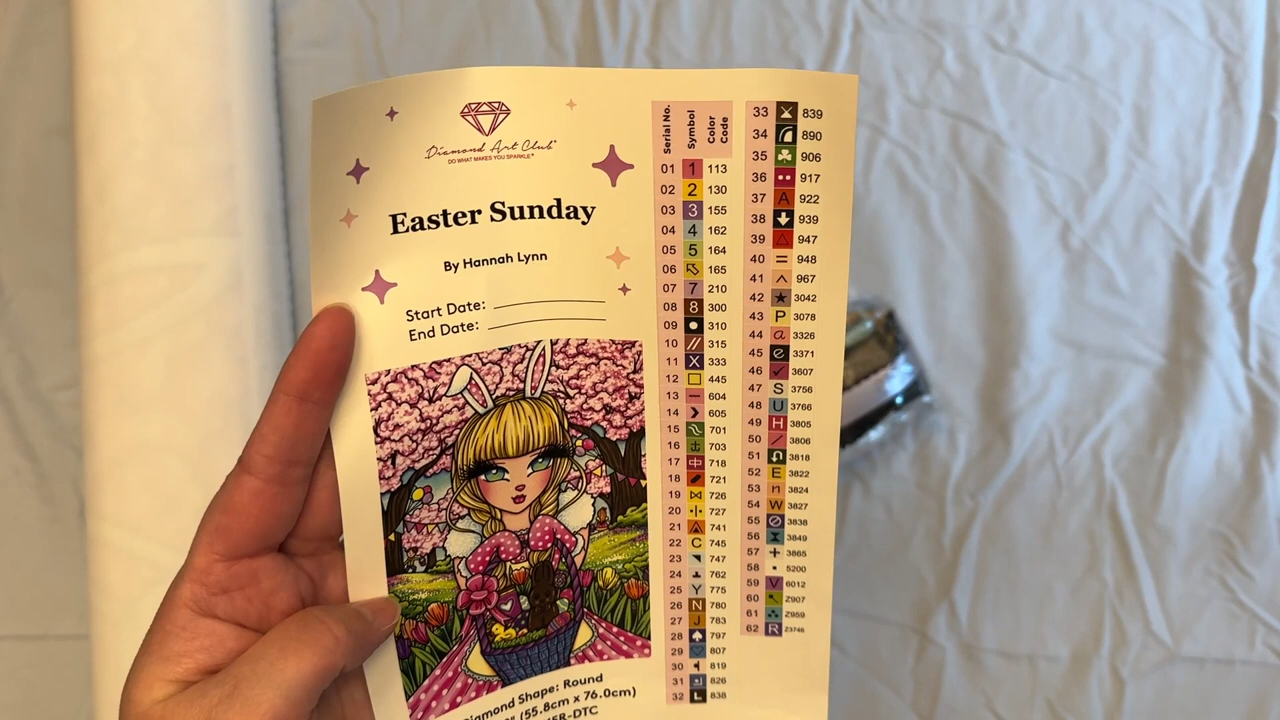 Diamond Art Club®
DO WHAT MAKES YOU SPARKLE®
Easter Sunday
By Hannah Lynn
Start Date:
End Date:
Diamond Shape: Round
(55.8cm x 76.0cm)
Serial No. Symbol Color Code
01 1 113
02 2 130
03 3 155
04 4 162
05 5 164
06 165
07 7 210
08 8 300
09 310
10 // 315
11 X 333
12 445
13 — 604
14 605
15 701
16 703
17 718
18 721
19 726
20 727
21 741
22 C 745
23 747
24 762
25 Y 775
26 N 780
27 J 783
28 ♠ 797
29 807
30 819
31 826
32 L 838
33 839
34 890
35 906
36 917
37 A 922
38 939
39 △ 947
40 = 948
41 ^ 967
42 ★ 3042
43 P 3078
44 a 3326
45 e 3371
46 ✓ 3607
47 S 3756
48 U 3766
49 H 3805
50 / 3806
51 3818
52 E 3822
53 n 3824
54 W 3827
55 3838
56 3849
57 + 3865
58 5200
59 V 6012
60 Z907
61 Z959
62 R Z3746